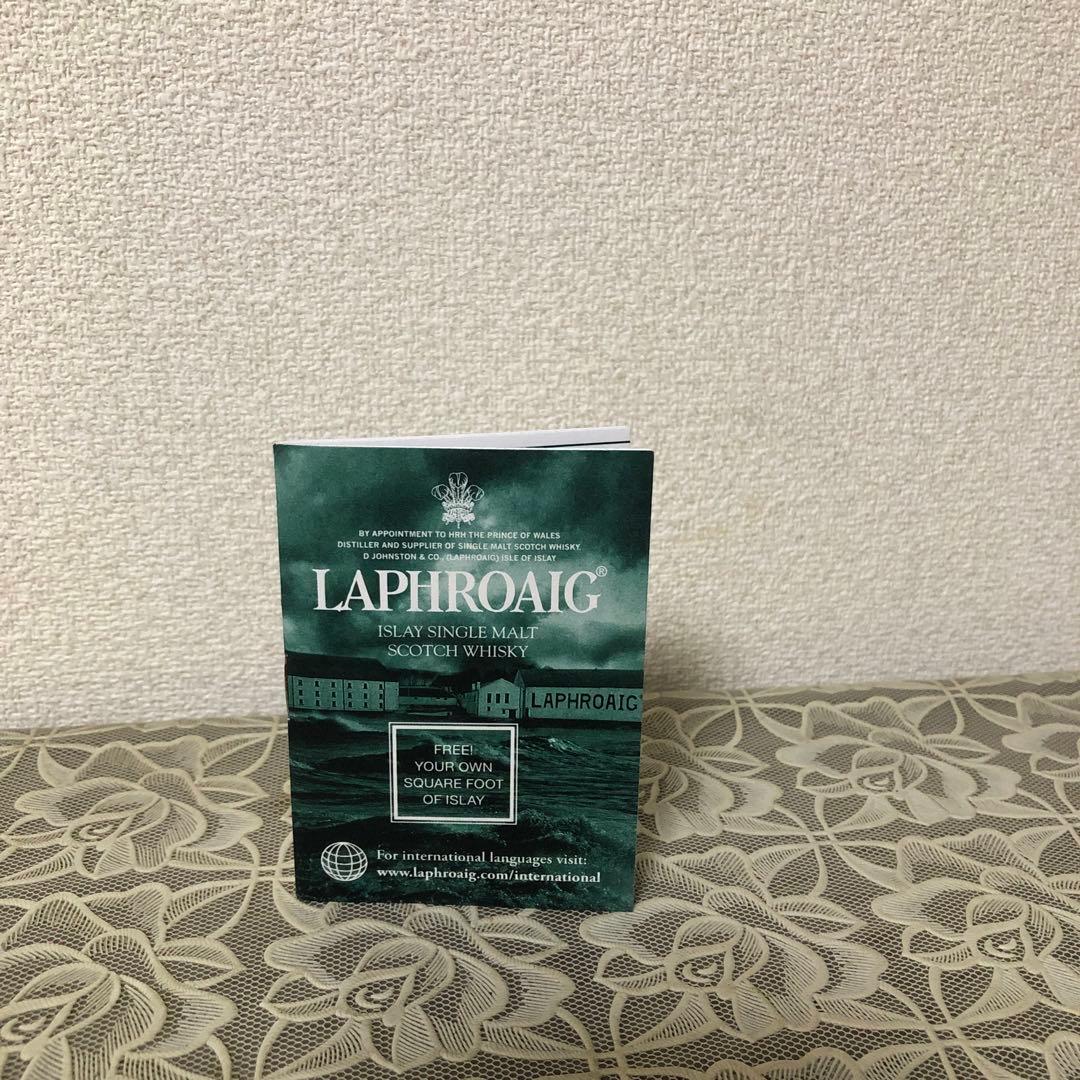 BY APPOINTMENT TO HRH THE PRINCE OF WALES
DISTILLER AND SUPPLIER OF SINGLE MALT SCOTCH WHISKY.
D JOHNSTON & CO., (LAPHROAIG) ISLE OF ISLAY
LAPHROAIG®
ISLAY SINGLE MALT
SCOTCH WHISKY
LAPHROAIG
FREE!
YOUR OWN
SQUARE FOOT
OF ISLAY
For international languages visit:
www.laphroaig.com/international